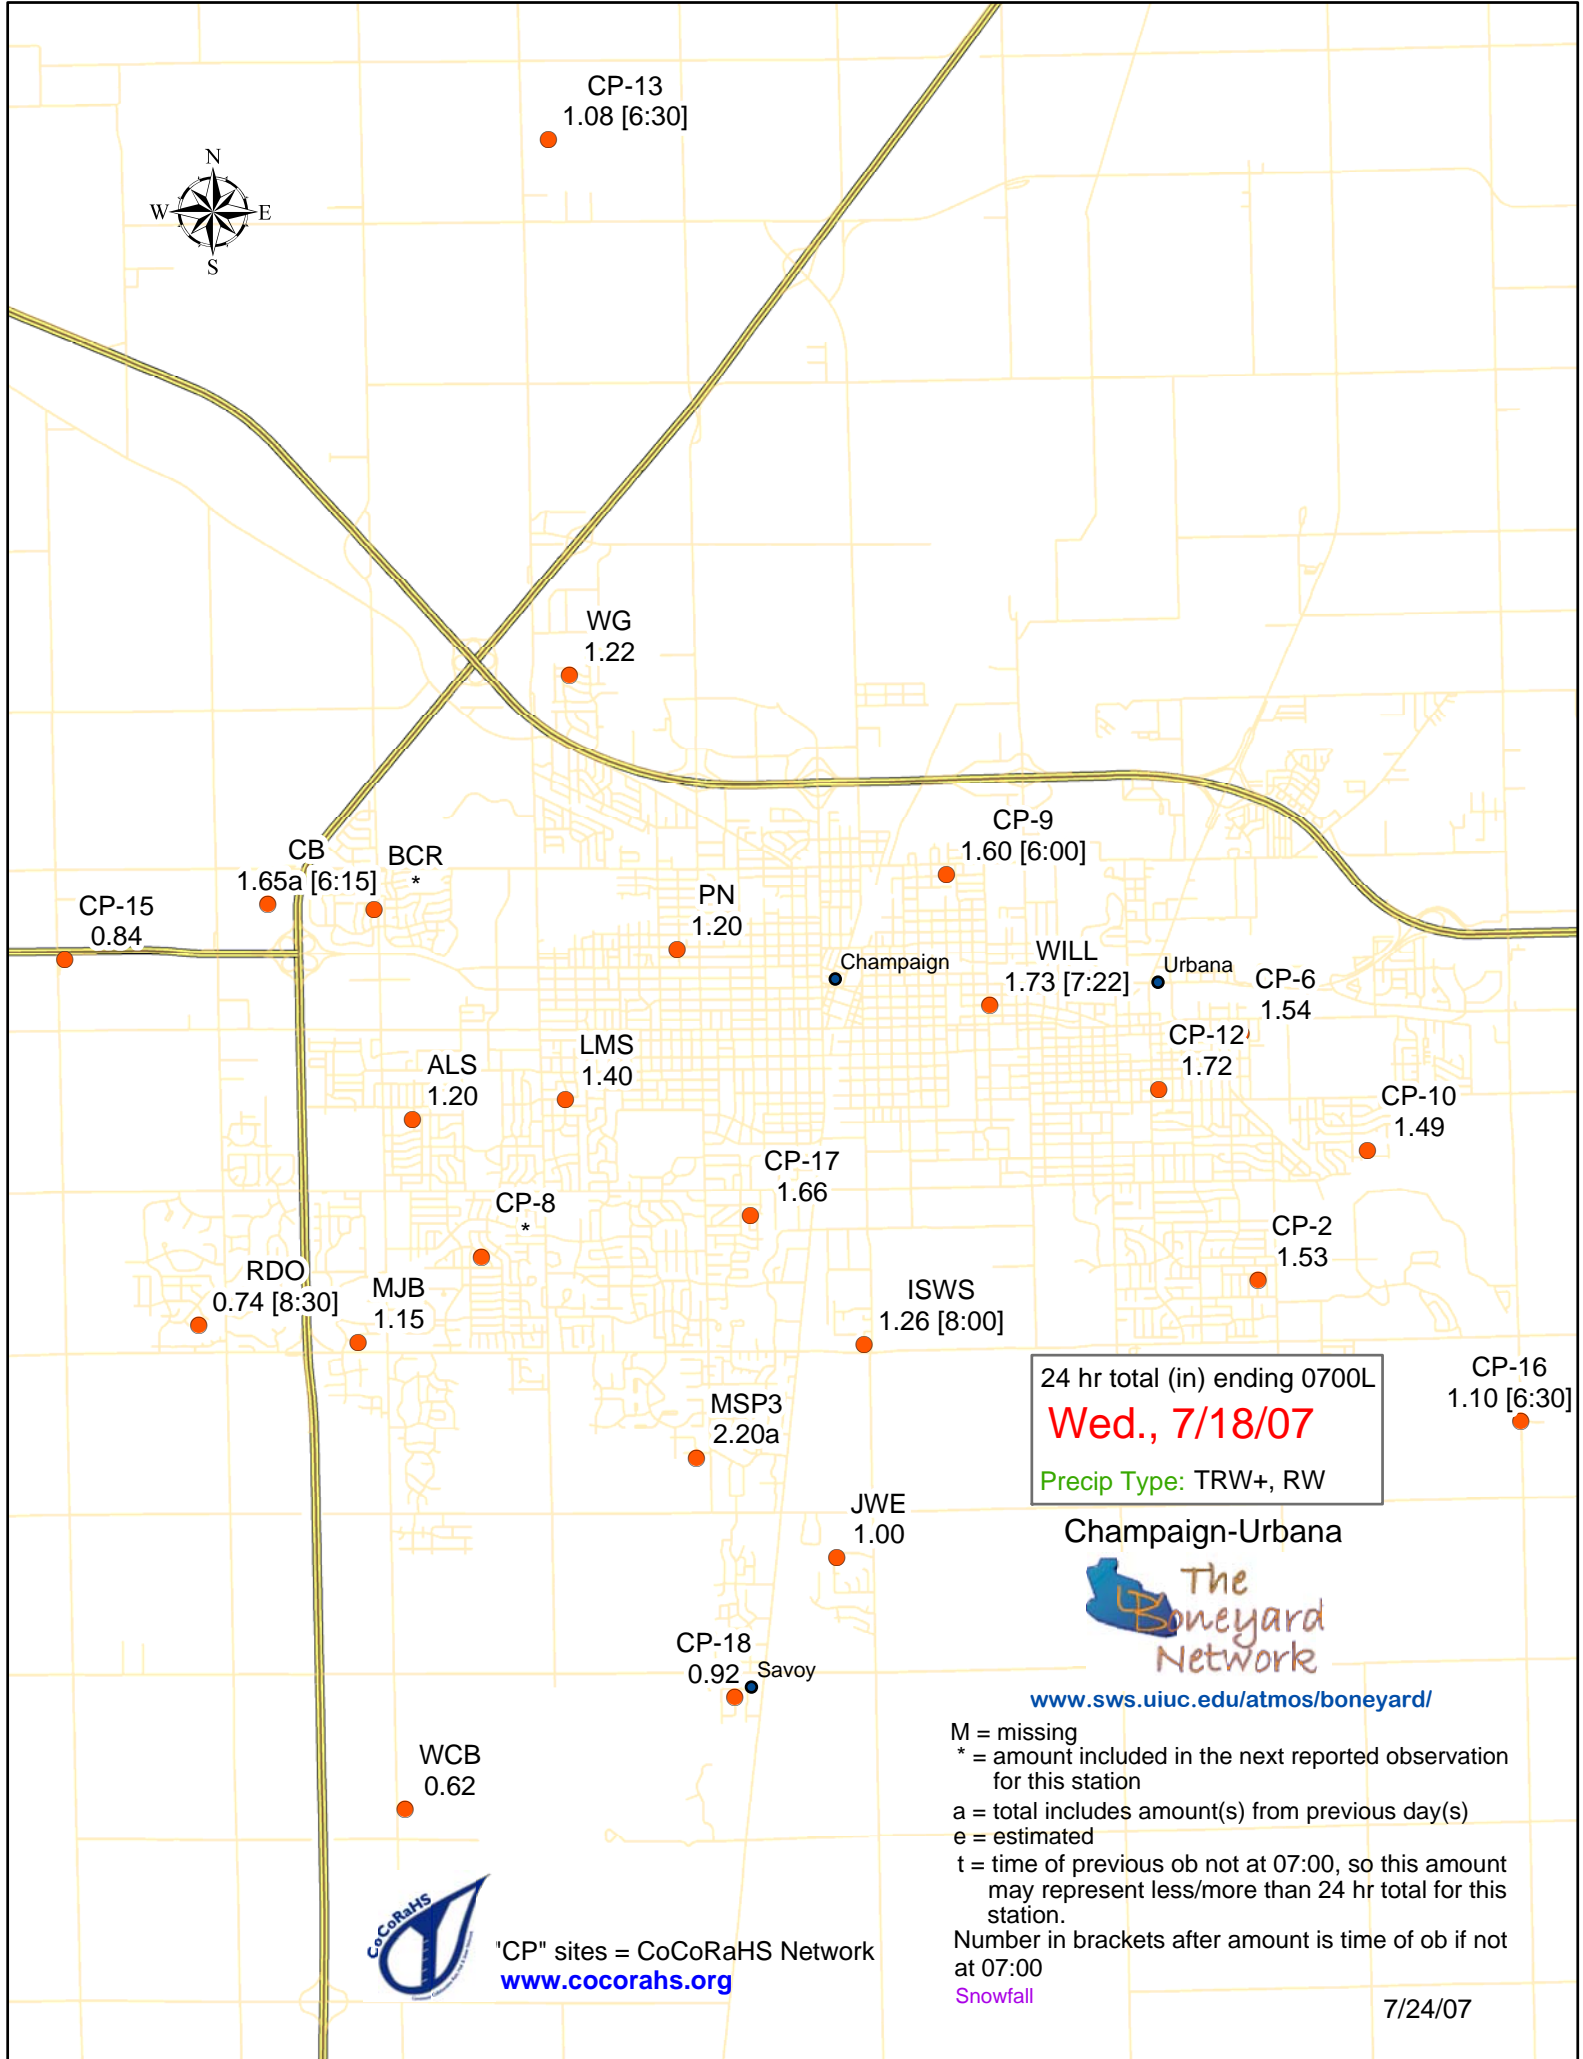 CP-13
1.08 [6:30]
N
W E
S
WG
1.22
CP-9
1.60 [6:00]
CB
1.65a [6:15]
BCR
*
CP-15
0.84
PN
1.20
Champaign
WILL
1.73 [7:22]
Urbana
CP-6
1.54
CP-12
1.72
LMS
1.40
ALS
1.20
CP-10
1.49
CP-17
1.66
CP-8
*
CP-2
1.53
RDO
0.74 [8:30]
MJB
1.15
ISWS
1.26 [8:00]
CP-16
1.10 [6:30]
MSP3
2.20a
24 hr total (in) ending 0700L
Wed., 7/18/07
Precip Type: TRW+, RW
JWE
1.00
Champaign-Urbana
The
Boneyard
Network
CP-18
0.92
Savoy
www.sws.uiuc.edu/atmos/boneyard/
WCB
0.62
M = missing
* = amount included in the next reported observation
for this station
a = total includes amount(s) from previous day(s)
e = estimated
t = time of previous ob not at 07:00, so this amount
may represent less/more than 24 hr total for this
station.
Number in brackets after amount is time of ob if not
at 07:00
Snowfall
CoCoRaHS
"CP" sites = CoCoRaHS Network
www.cocorahs.org
7/24/07